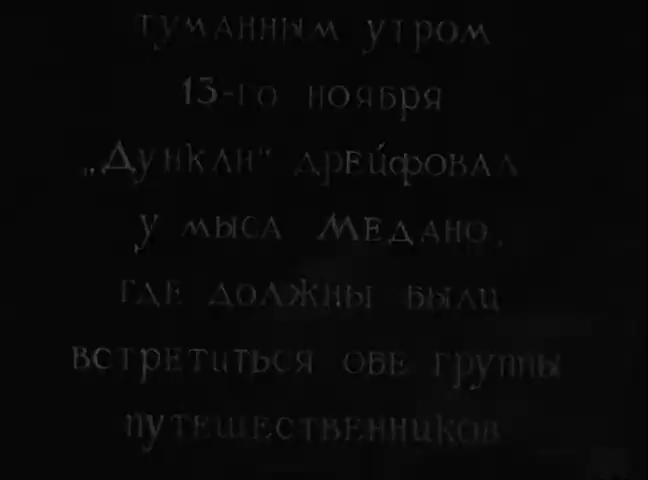 туманным утром
13-го ноября
„Дункан“ дрейфовал
у мыса Медано,
где должны были
встретиться обе группы
путешественников